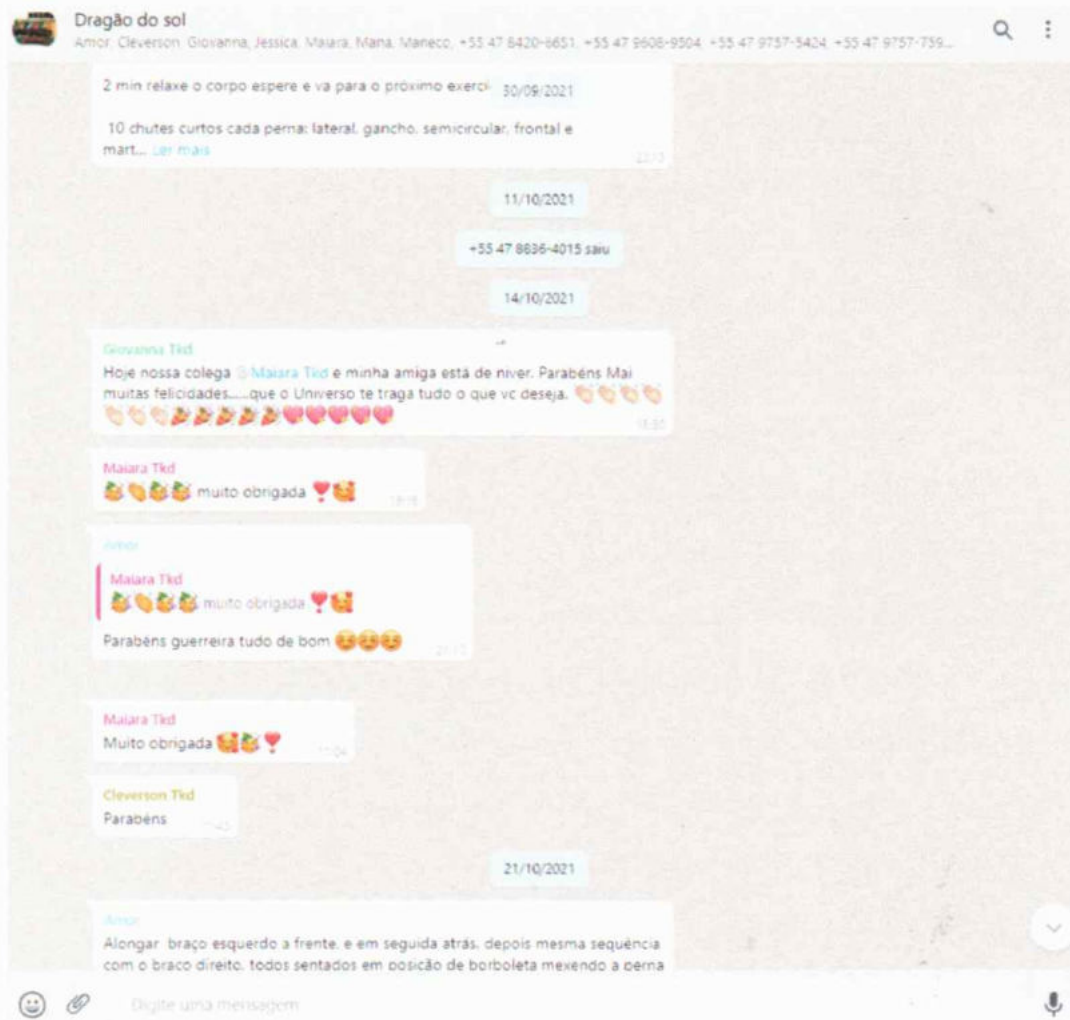 Dragão do sol
Amor, Cleverson, Giovanna, Jessica, Maiara, Mana, Maneco, +55 47 8420-6651, +55 47 9608-9504, +55 47 9757-5424, +55 47 9757-759...
2 min relaxe o corpo espere e va para o próximo exerci
30/09/2021
10 chutes curtos cada perna: lateral, gancho, semicircular, frontal e
mart... Ler mais
11/10/2021
+55 47 8836-4015 saiu
14/10/2021
Giovanna Tkd
Hoje nossa colega @Maiara Tkd e minha amiga está de niver. Parabéns Mai
muitas felicidades......que o Universo te traga tudo o que vc deseja. 👏🏻👏🏻👏🏻👏🏻
👏🏻👏🏻👏🏻🎉🎉🎉🎉🎉💖💖💖💖💖
18:30
Maiara Tkd
muito obrigada
Amor
Maiara Tkd
muito obrigada
Parabéns guerreira tudo de bom ☺️☺️☺️
Maiara Tkd
Muito obrigada
Cleverson Tkd
Parabéns
21/10/2021
Amor
Alongar braço esquerdo a frente, e em seguida atrás, depois mesma sequência
com o braco direito, todos sentados em posição de borboleta mexendo a perna
Digite uma mensagem